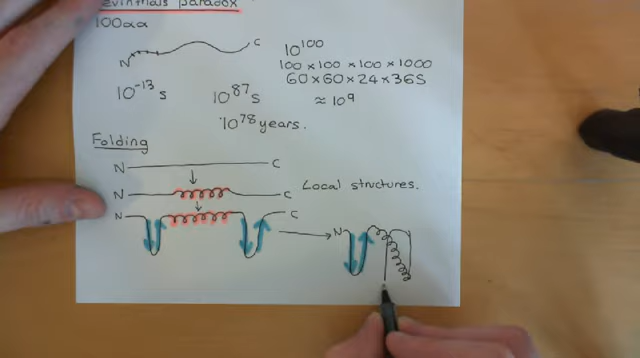 Levinthals paradox
100aa
N C
10^100
100 × 100 × 100 × 1000
60 × 60 × 24 × 365
≈ 10^9
10^-13 s
10^87 s
10^78 years.
Folding
N C
N C
Local structures.
N C
N